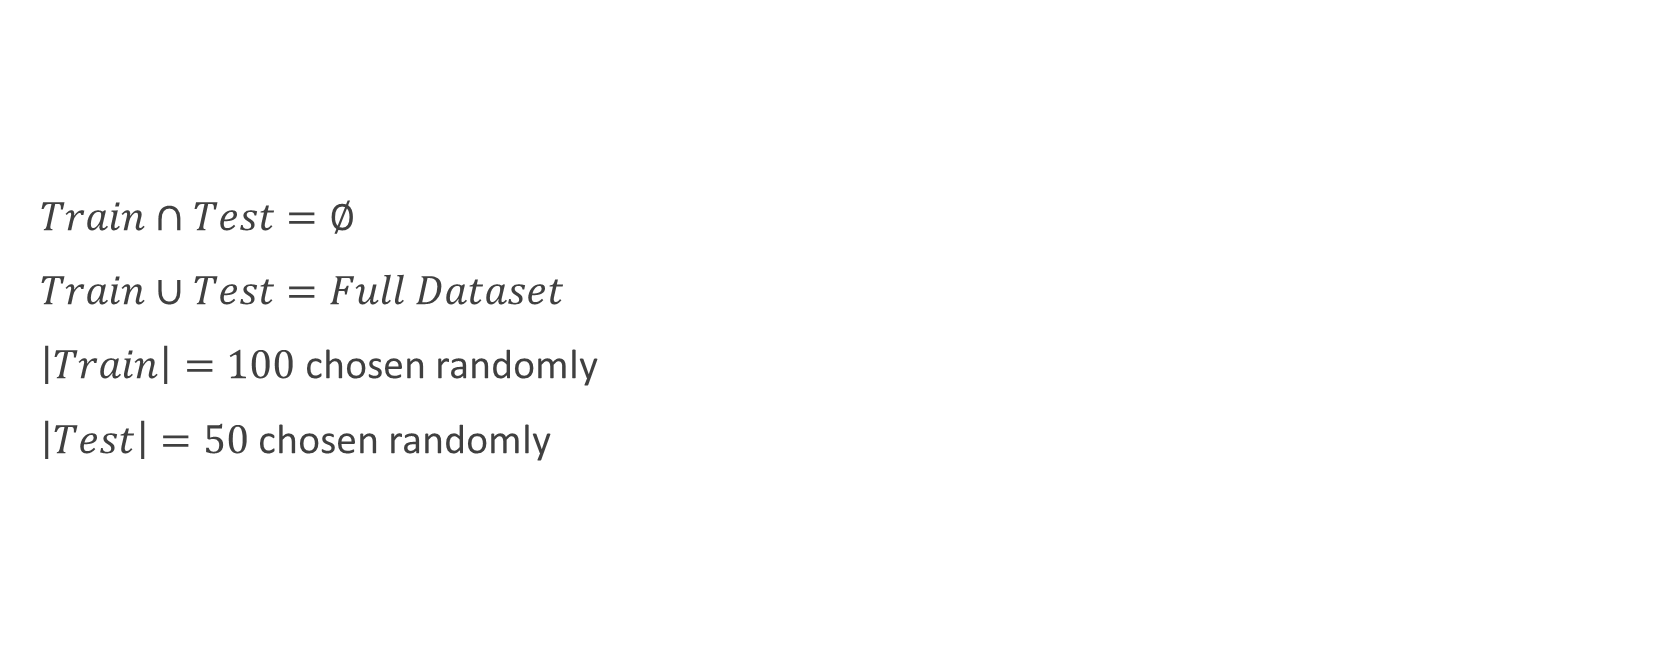 Train ∩ Test = ∅
Train ∪ Test = Full Dataset
|Train| = 100 chosen randomly
|Test| = 50 chosen randomly